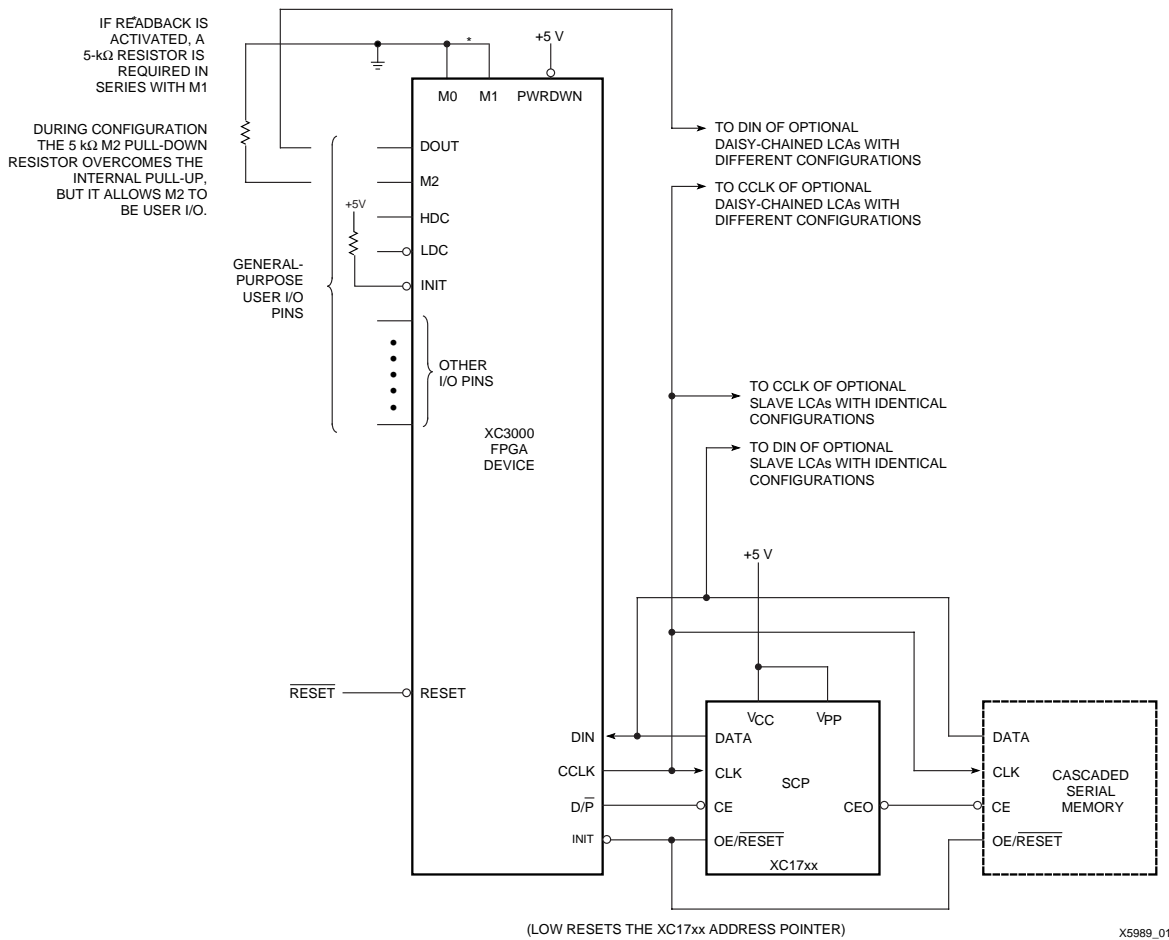 *
IF READBACK IS
ACTIVATED, A
5-kΩ RESISTOR IS
REQUIRED IN
SERIES WITH M1
*
+5 V
M0 M1 PWRDWN
DURING CONFIGURATION
THE 5 kΩ M2 PULL-DOWN
RESISTOR OVERCOMES THE
INTERNAL PULL-UP,
BUT IT ALLOWS M2 TO
BE USER I/O.
TO DIN OF OPTIONAL
DAISY-CHAINED LCAs WITH
DIFFERENT CONFIGURATIONS
TO CCLK OF OPTIONAL
DAISY-CHAINED LCAs WITH
DIFFERENT CONFIGURATIONS
DOUT
M2
+5V
HDC
LDC
INIT
GENERAL-
PURPOSE
USER I/O
PINS
OTHER
I/O PINS
XC3000
FPGA
DEVICE
TO CCLK OF OPTIONAL
SLAVE LCAs WITH IDENTICAL
CONFIGURATIONS
TO DIN OF OPTIONAL
SLAVE LCAs WITH IDENTICAL
CONFIGURATIONS
+5 V
RESET
RESET
DIN
CCLK
D/P
INIT
VCC VPP
DATA
CLK
SCP
CE CEO
OE/RESET
XC17xx
DATA
CLK
CE
OE/RESET
CASCADED
SERIAL
MEMORY
(LOW RESETS THE XC17xx ADDRESS POINTER)
X5989_01